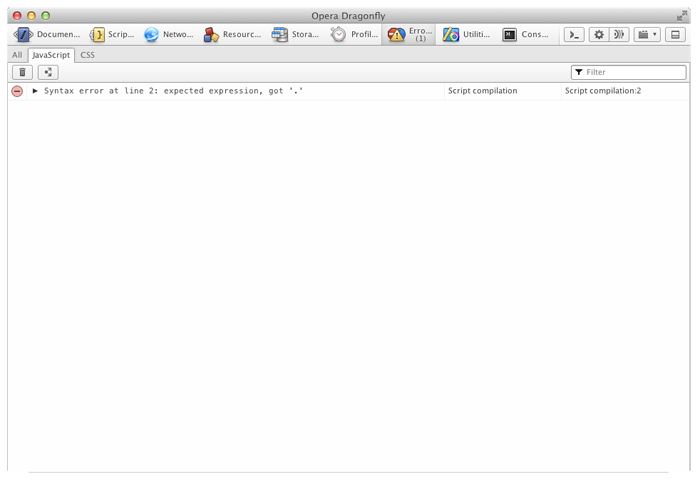 Opera Dragonfly
Documen... Scrip... Netwo... Resourc... Stora... Profil... Erro... (1) Utiliti... Cons...
All JavaScript CSS
Filter
Syntax error at line 2: expected expression, got '.' Script compilation Script compilation:2